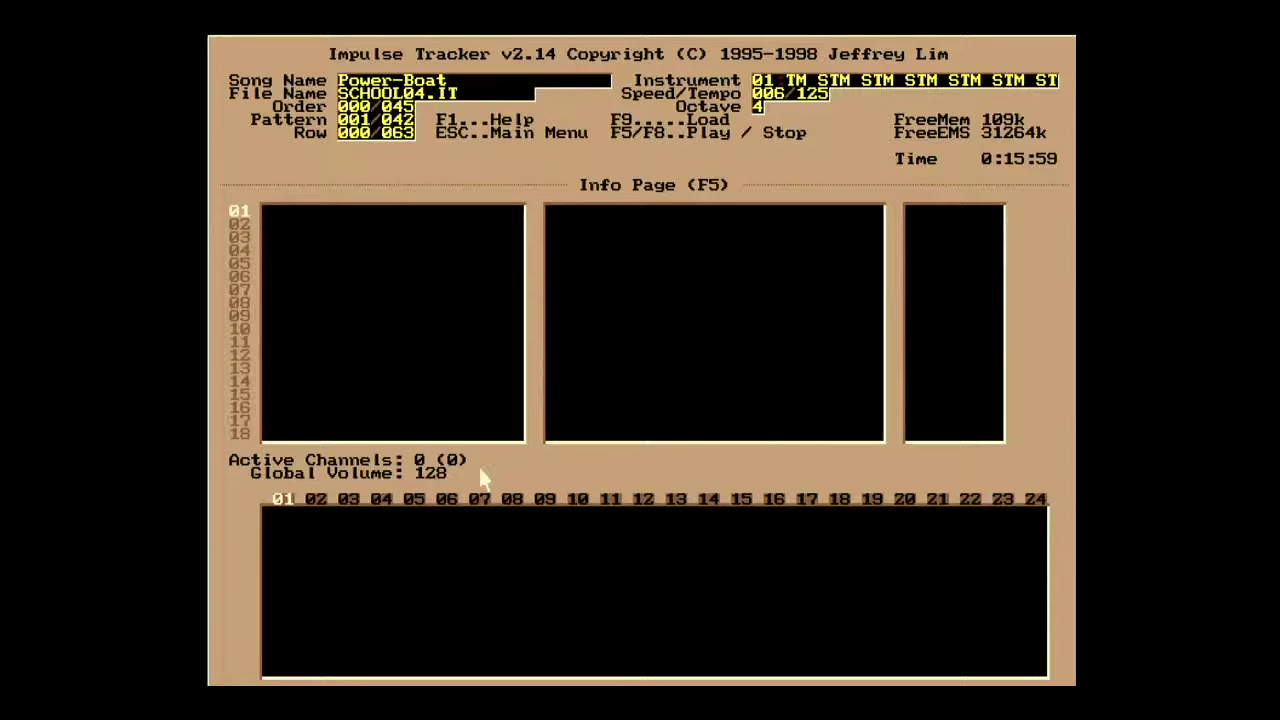 Impulse Tracker v2.14 Copyright (C) 1995-1998 Jeffrey Lim
Song Name Power-Boat Instrument 01 TM STM STM STM STM STM ST
File Name SCHOOL04.IT Speed/Tempo 006/125
Order 000/045 Octave 4
Pattern 001/042 F1...Help F9.....Load FreeMem 109k
Row 000/063 ESC..Main Menu F5/F8..Play / Stop FreeEMS 31264k
Time 0:15:59
Info Page (F5)
01
02
03
04
05
06
07
08
09
10
11
12
13
14
15
16
17
18
Active Channels: 0 (0)
Global Volume: 128
01 02 03 04 05 06 07 08 09 10 11 12 13 14 15 16 17 18 19 20 21 22 23 24